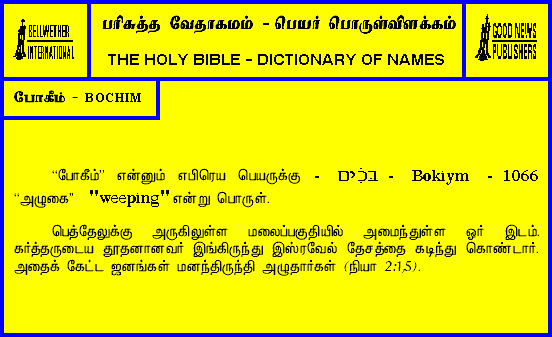 BELLWETHER
INTERNATIONAL
பரிசுத்த வேதாகமம் - பெயர் பொருள்விளக்கம்
THE HOLY BIBLE - DICTIONARY OF NAMES
GOOD NEWS
PUBLISHERS
போகீம் - BOCHIM
“போகீம்” என்னும் எபிரெய பெயருக்கு - בֹּכִים - Bokiym - 1066
“அழுகை” "weeping" என்று பொருள்.
பெத்தேலுக்கு அருகிலுள்ள மலைப்பகுதியில் அமைந்துள்ள ஓர் இடம்.
கர்த்தருடைய தூதனானவர் இங்கிருந்து இஸ்ரவேல் தேசத்தை கடிந்து கொண்டார்.
அதைக் கேட்ட ஜனங்கள் மனந்திருந்தி அழுதார்கள் (நியா 2:1,5).